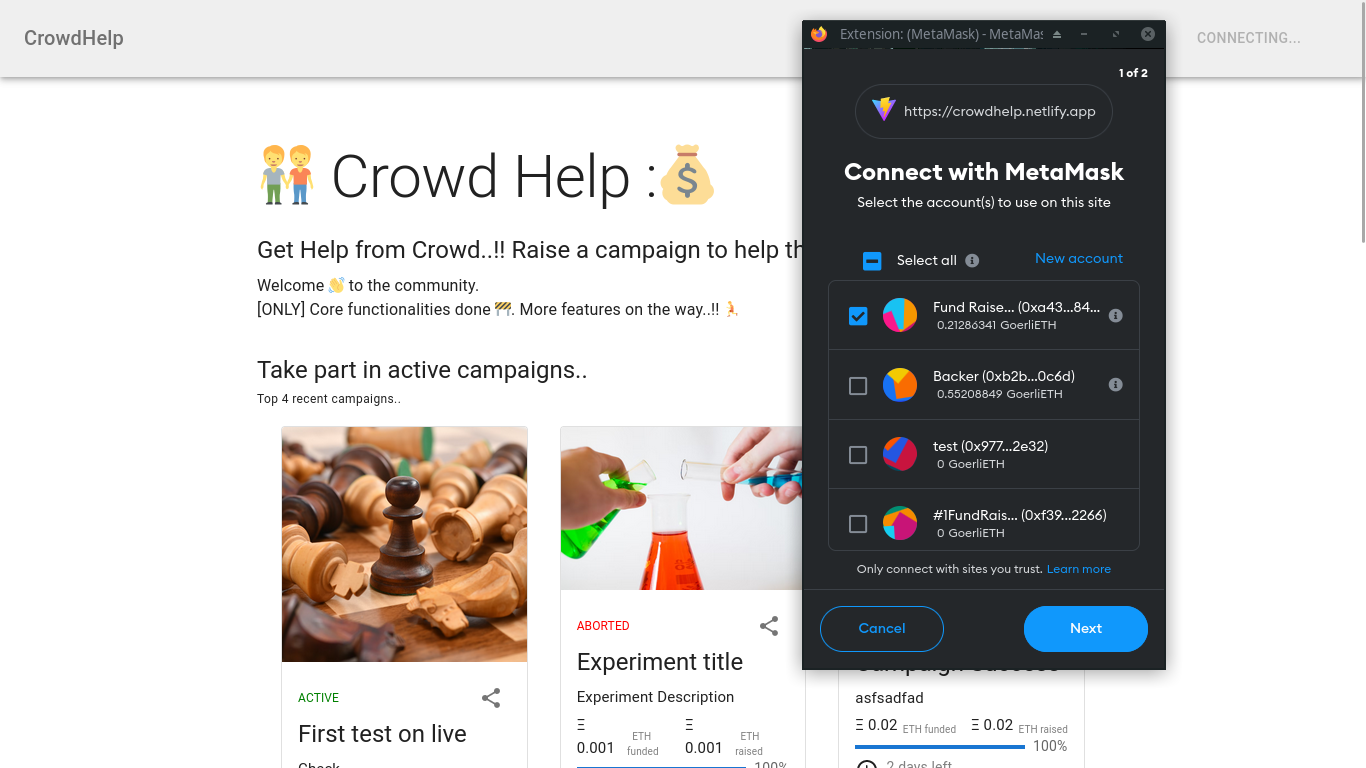 CrowdHelp
CONNECTING...
Crowd Help :
Get Help from Crowd..!! Raise a campaign to help th
Welcome 👋 to the community.
[ONLY] Core functionalities done 🚧. More features on the way..!! 🤾
Take part in active campaigns..
Top 4 recent campaigns..
ACTIVE
First test on live
ABORTED
Experiment title
Experiment Description
Ξ 0.001 ETH funded
Ξ 0.001 ETH raised
100%
asfsadfad
Ξ 0.02 ETH funded
Ξ 0.02 ETH raised
100%
2 days left
Extension: (MetaMask) - MetaMas
1 of 2
https://crowdhelp.netlify.app
Connect with MetaMask
Select the account(s) to use on this site
Select all
New account
Fund Raise... (0xa43...84...
0.21286341 GoerliETH
Backer (0xb2b...0c6d)
0.55208849 GoerliETH
test (0x977...2e32)
0 GoerliETH
#1FundRais... (0xf39...2266)
0 GoerliETH
Only connect with sites you trust. Learn more
Cancel
Next